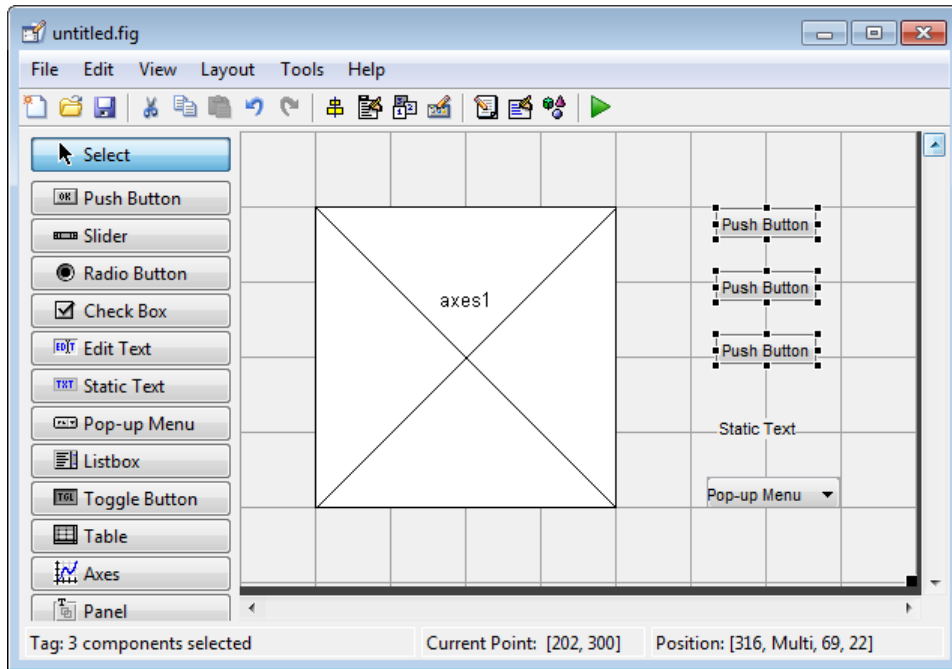 untitled.fig
File Edit View Layout Tools Help
Select
Push Button
Slider
Radio Button
Check Box
Edit Text
Static Text
Pop-up Menu
Listbox
Toggle Button
Table
Axes
Panel
axes1
Push Button
Push Button
Push Button
Static Text
Pop-up Menu
Tag: 3 components selected Current Point: [202, 300] Position: [316, Multi, 69, 22]